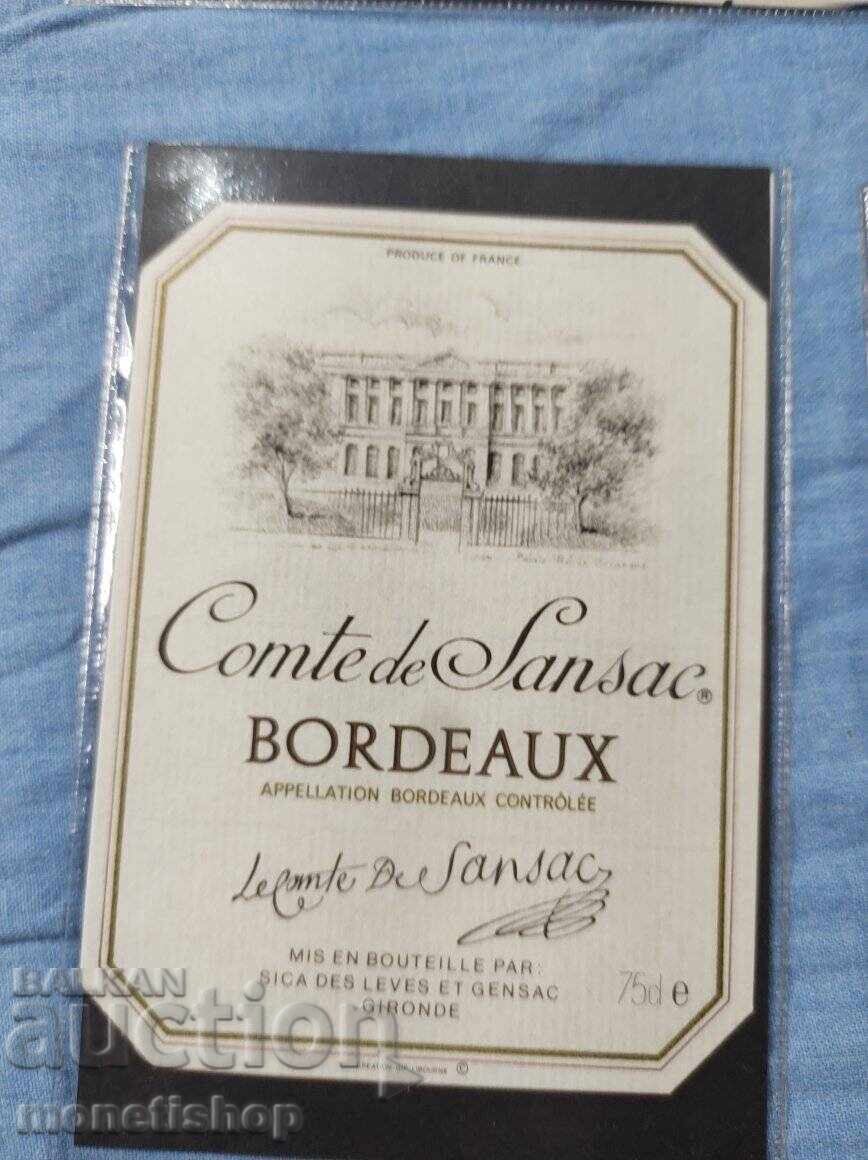 PRODUCE OF FRANCE
Comte de Sansac®
BORDEAUX
APPELLATION BORDEAUX CONTRÔLÉE
Le Comte De Sansac
MIS EN BOUTEILLE PAR:
SICA DES LEVES ET GENSAC
GIRONDE
75cl e
LIBOURNE ©
BALKAN
auction
monetishop